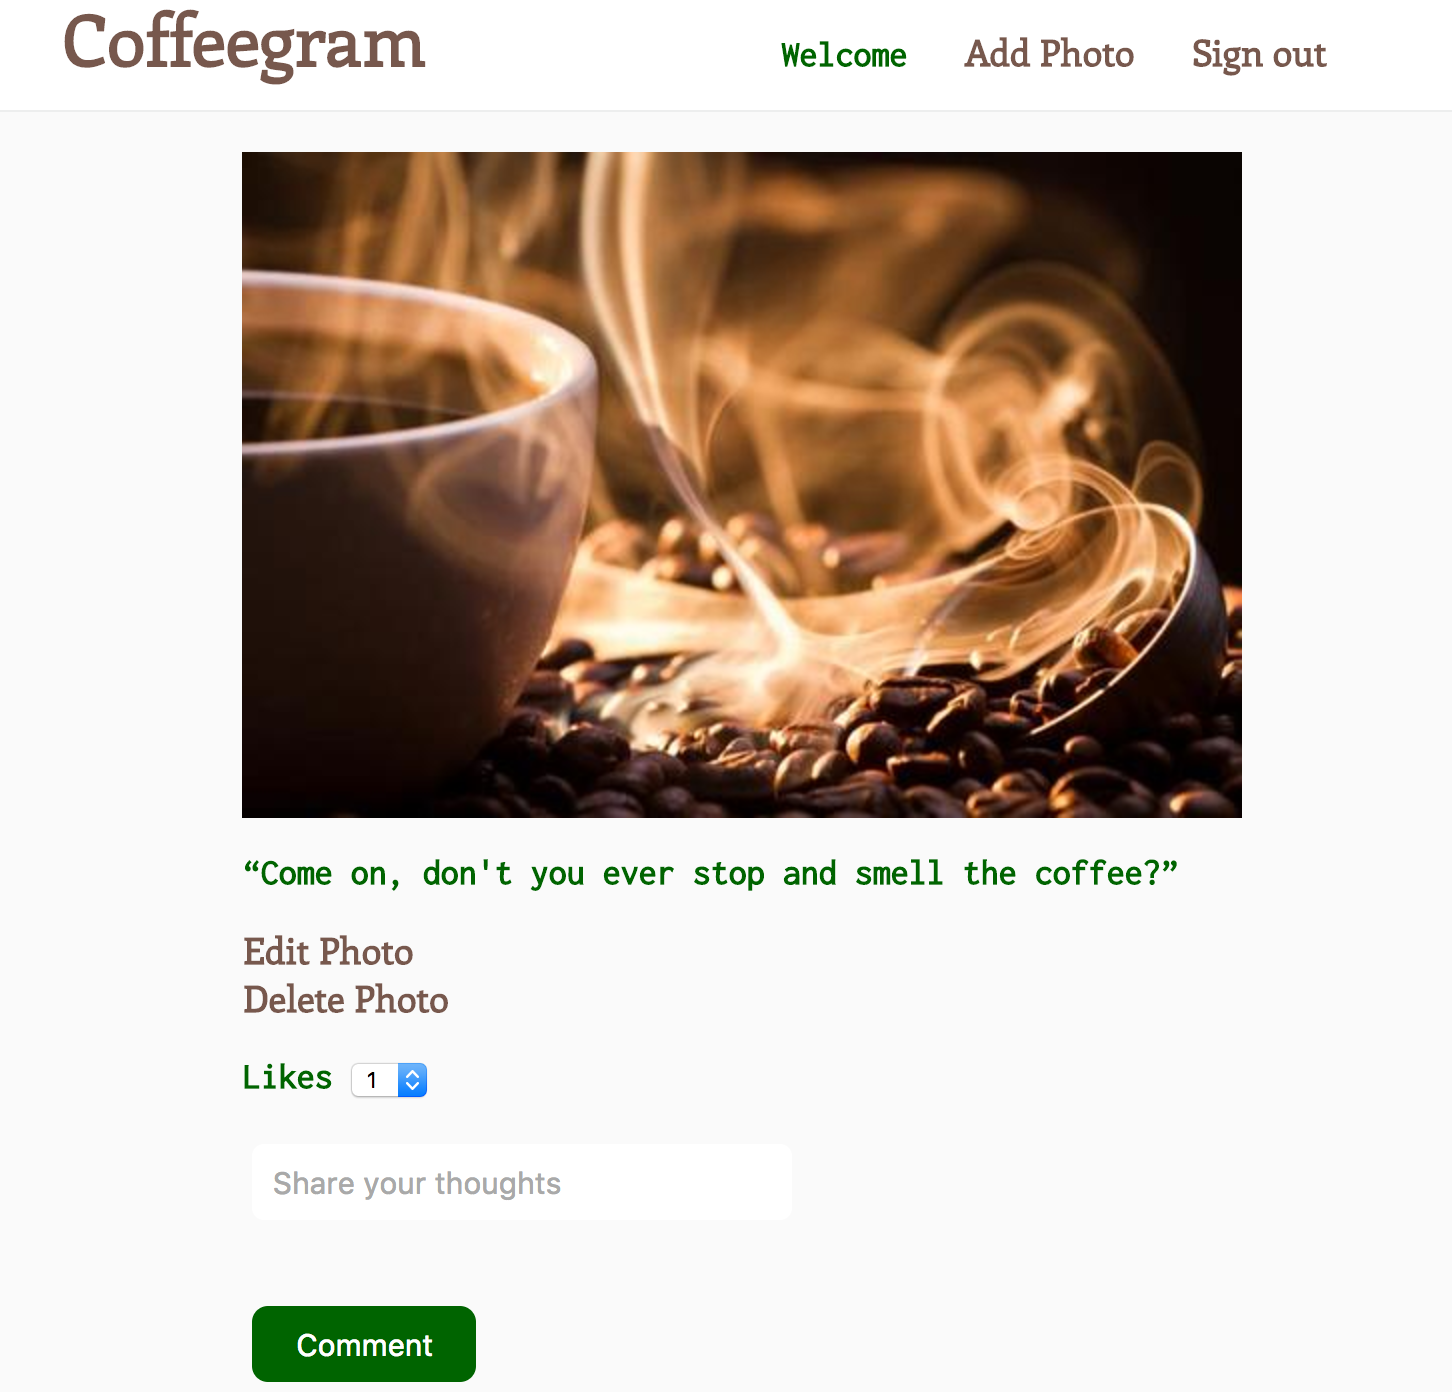 Coffeegram
Welcome Add Photo Sign out
“Come on, don't you ever stop and smell the coffee?”
Edit Photo
Delete Photo
Likes 1
Share your thoughts
Comment